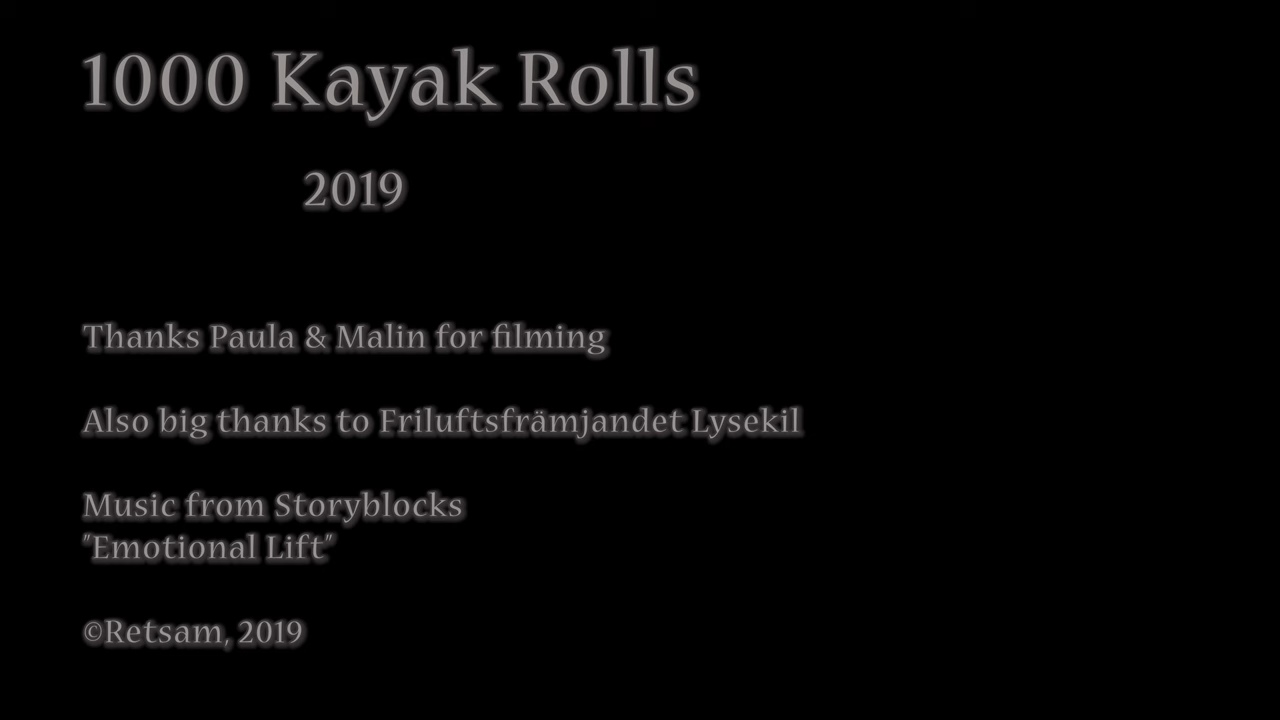 1000 Kayak Rolls
2019
Thanks Paula & Malin for filming
Also big thanks to Friluftsfrämjandet Lysekil
Music from Storyblocks
"Emotional Lift"
©Retsam, 2019